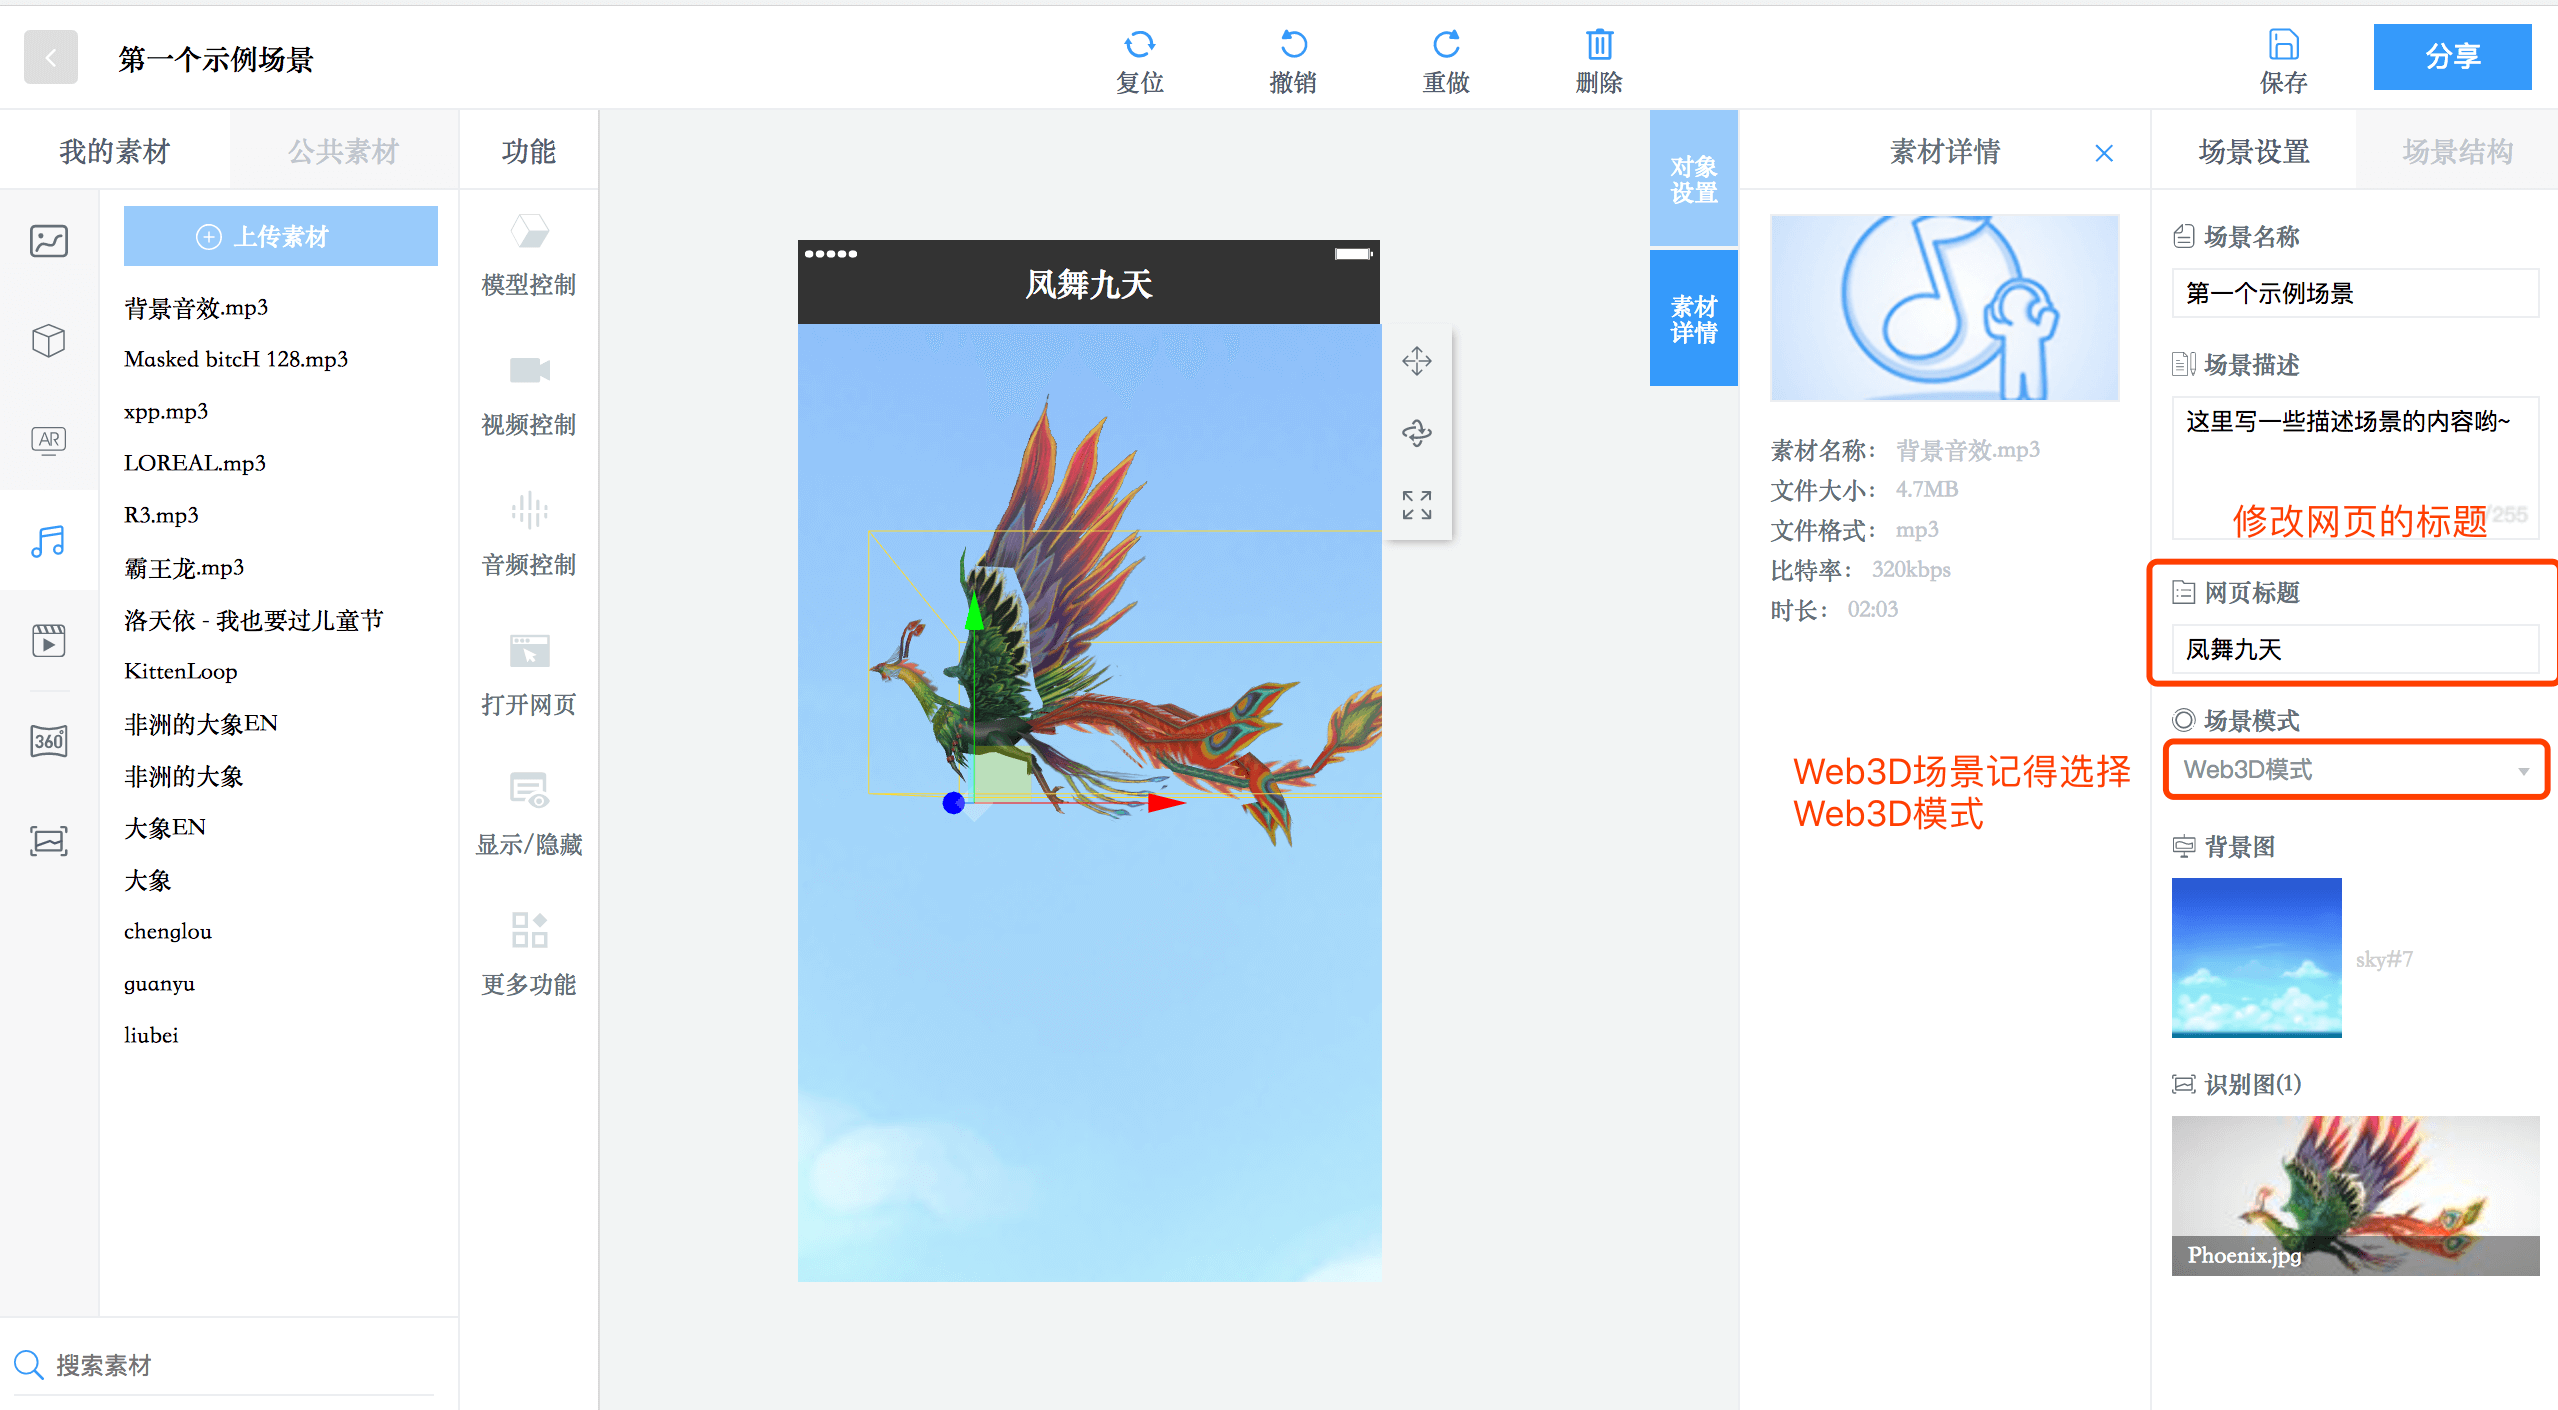 第一个示例场景
复位
撤销
重做
删除
保存
分享
我的素材
公共素材
功能
上传素材
背景音效.mp3
Masked bitcH 128.mp3
xpp.mp3
LOREAL.mp3
R3.mp3
霸王龙.mp3
洛天依 - 我也要过儿童节
KittenLoop
非洲的大象EN
非洲的大象
大象EN
大象
chenglou
guanyu
liubei
AR
360°
搜索素材
模型控制
视频控制
音频控制
打开网页
显示/隐藏
更多功能
凤舞九天
对象
设置
素材
详情
素材详情
素材名称： 背景音效.mp3
文件大小： 4.7MB
文件格式： mp3
比特率： 320kbps
时长： 02:03
Web3D场景记得选择
Web3D模式
场景设置
场景结构
场景名称
第一个示例场景
场景描述
这里写一些描述场景的内容哟~
修改网页的标题
/255
网页标题
凤舞九天
场景模式
Web3D模式
背景图
sky#7
识别图(1)
Phoenix.jpg